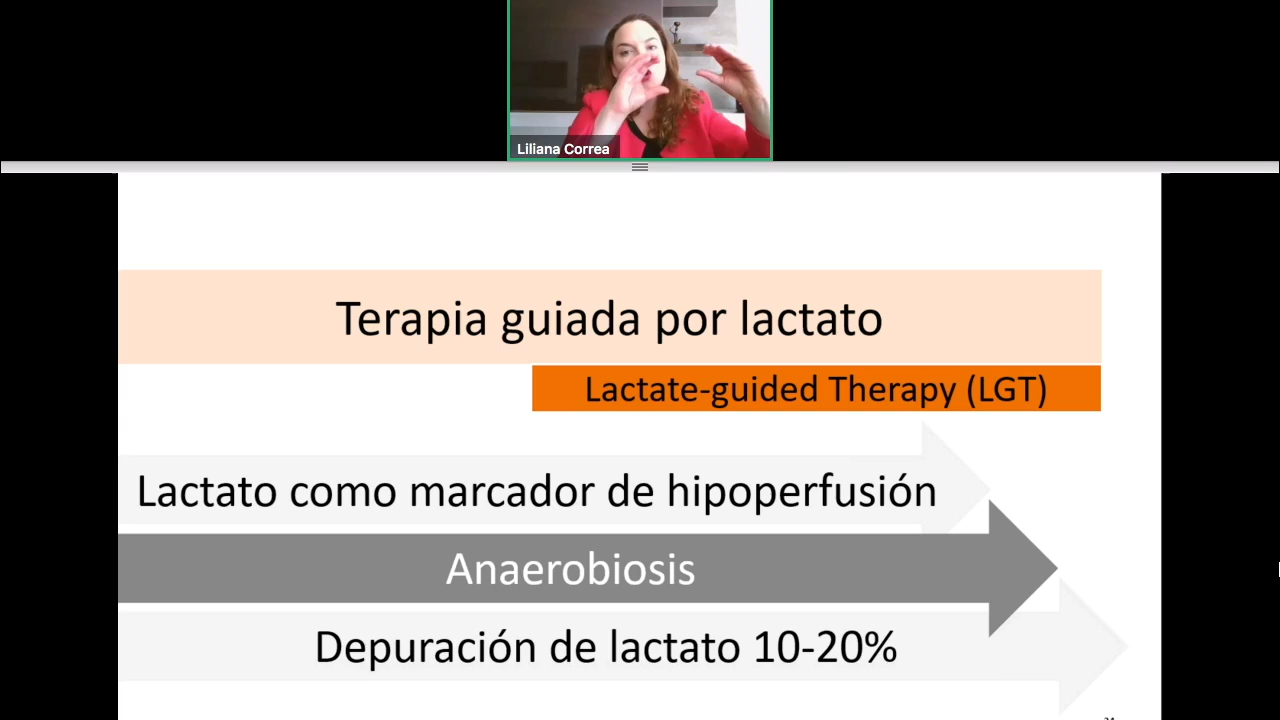 Liliana Correa
Terapia guiada por lactato
Lactate-guided Therapy (LGT)
Lactato como marcador de hipoperfusión
Anaerobiosis
Depuración de lactato 10-20%